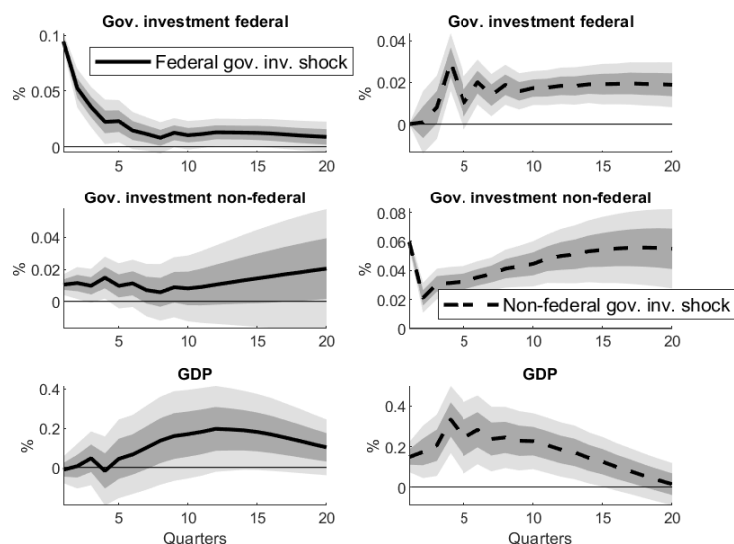 Gov. investment federal
0.1
0.05
0
%
Federal gov. inv. shock
5 10 15 20
Gov. investment federal
0.04
0.02
0
%
5 10 15 20
Gov. investment non-federal
0.04
0.02
0
%
5 10 15 20
Gov. investment non-federal
0.08
0.06
0.04
0.02
0
%
Non-federal gov. inv. shock
5 10 15 20
GDP
0.4
0.2
0
%
5 10 15 20
Quarters
GDP
0.4
0.2
0
%
5 10 15 20
Quarters